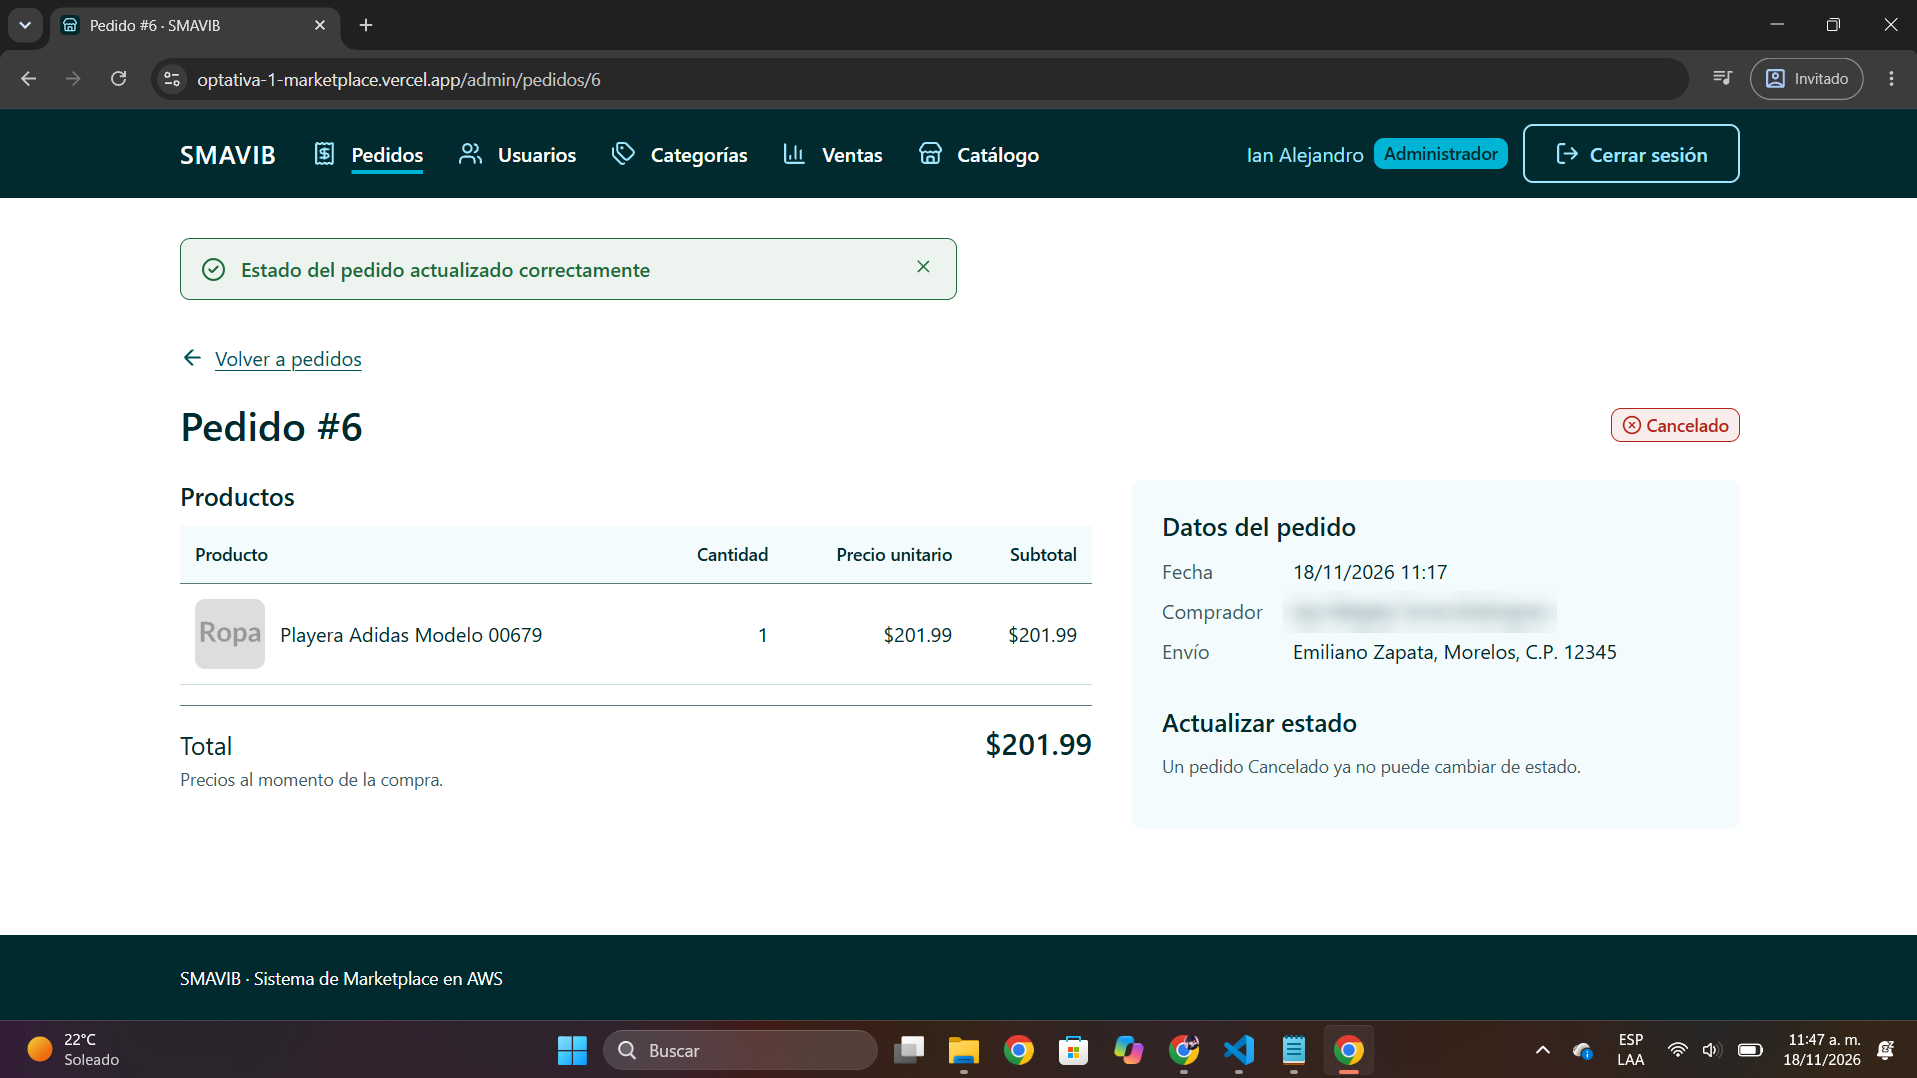 Pedido #6 · SMAVIB
optativa-1-marketplace.vercel.app/admin/pedidos/6
Invitado
SMAVIB
Pedidos
Usuarios
Categorías
Ventas
Catálogo
Ian Alejandro
Administrador
Cerrar sesión
Estado del pedido actualizado correctamente
Volver a pedidos
Pedido #6
Cancelado
Productos
Producto Cantidad Precio unitario Subtotal
Ropa
Playera Adidas Modelo 00679 1 $201.99 $201.99
Total $201.99
Precios al momento de la compra.
Datos del pedido
Fecha 18/11/2026 11:17
Comprador
Envío Emiliano Zapata, Morelos, C.P. 12345
Actualizar estado
Un pedido Cancelado ya no puede cambiar de estado.
SMAVIB · Sistema de Marketplace en AWS
22°C
Soleado
Buscar
ESP
LAA
11:47 a. m.
18/11/2026